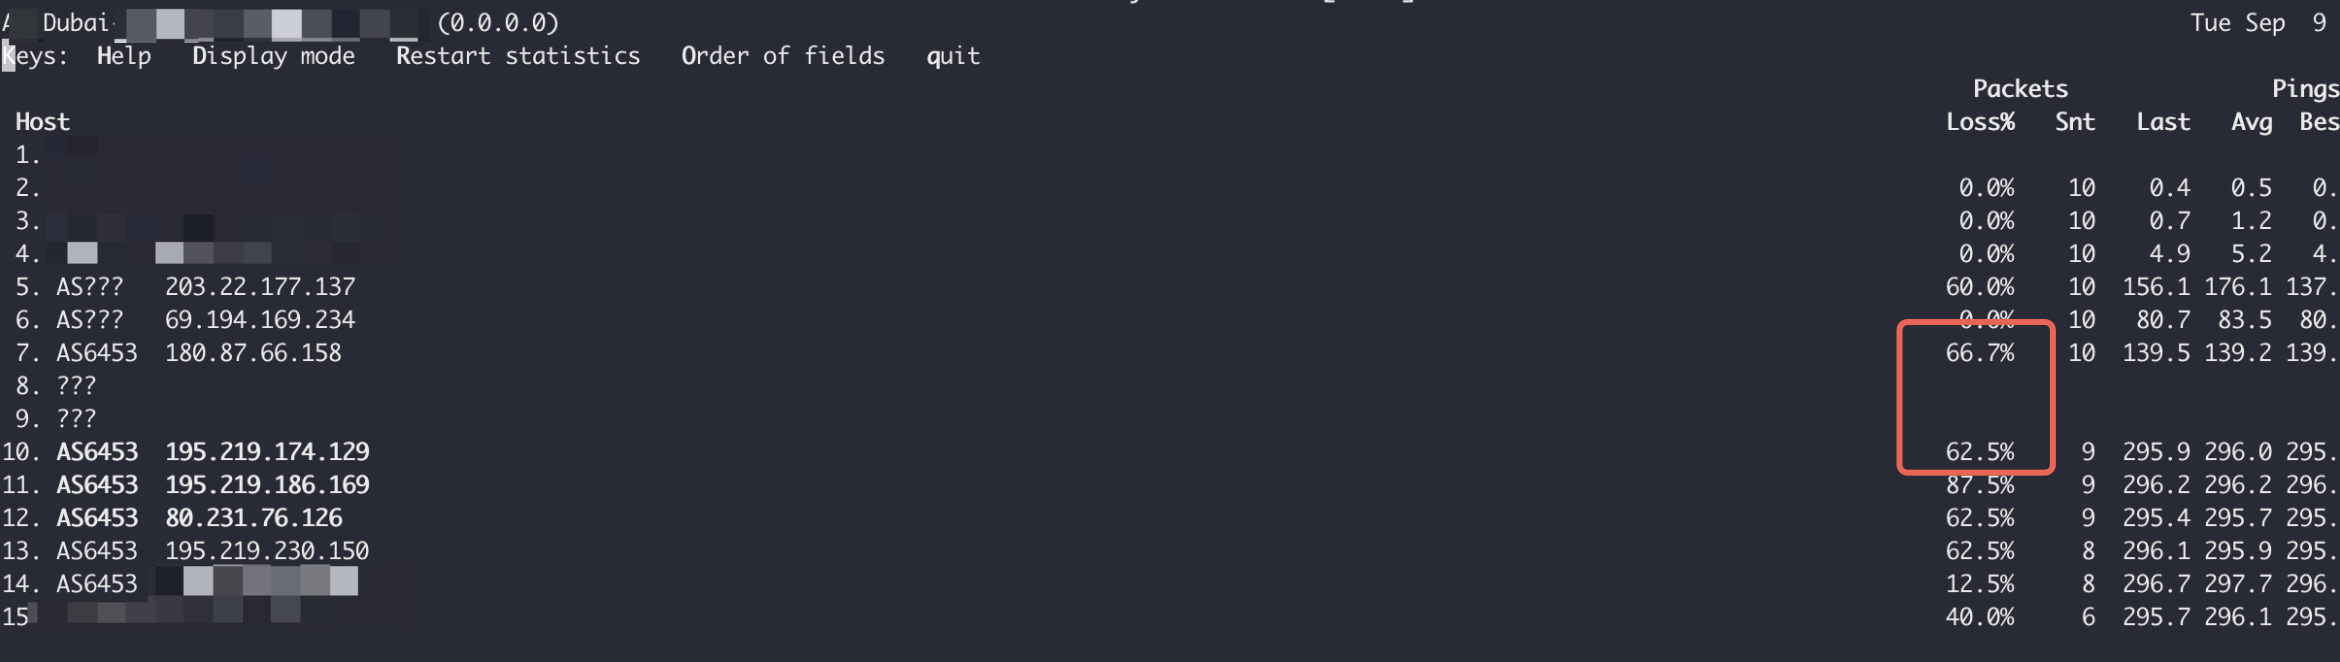 Dubai (0.0.0.0) Tue Sep 9
Keys: Help Display mode Restart statistics Order of fields quit
Packets Pings
Host Loss% Snt Last Avg Bes
1.
2. 0.0% 10 0.4 0.5 0.
3. 0.0% 10 0.7 1.2 0.
4. 0.0% 10 4.9 5.2 4.
5. AS??? 203.22.177.137 60.0% 10 156.1 176.1 137.
6. AS??? 69.194.169.234 0.0% 10 80.7 83.5 80.
7. AS6453 180.87.66.158 66.7% 10 139.5 139.2 139.
8. ???
9. ???
10. AS6453 195.219.174.129 62.5% 9 295.9 296.0 295.
11. AS6453 195.219.186.169 87.5% 9 296.2 296.2 296.
12. AS6453 80.231.76.126 62.5% 9 295.4 295.7 295.
13. AS6453 195.219.230.150 62.5% 8 296.1 295.9 295.
14. AS6453 12.5% 8 296.7 297.7 296.
15 40.0% 6 295.7 296.1 295.